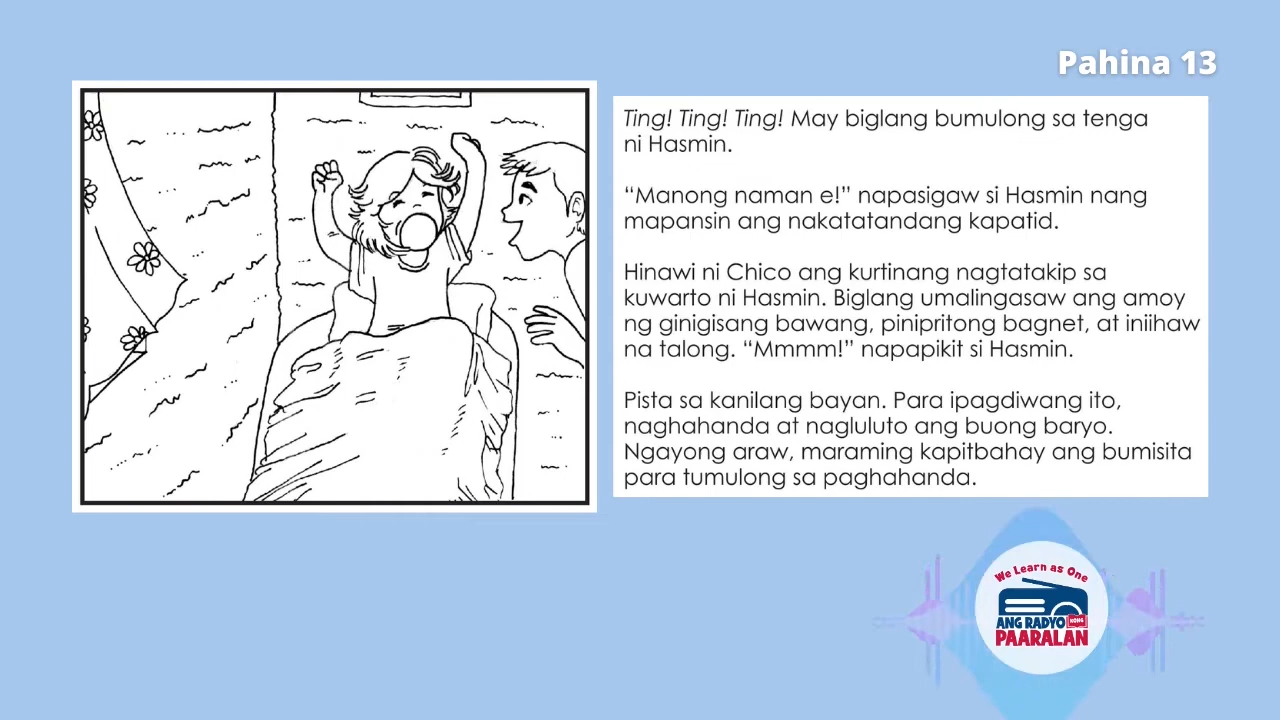 Pahina 13
Ting! Ting! Ting! May biglang bumulong sa tenga
ni Hasmin.
“Manong naman e!” napasigaw si Hasmin nang
mapansin ang nakatatandang kapatid.
Hinawi ni Chico ang kurtinang nagtatakip sa
kuwarto ni Hasmin. Biglang umalingasaw ang amoy
ng ginigisang bawang, pinipritong bagnet, at iniihaw
na talong. “Mmmm!” napapikit si Hasmin.
Pista sa kanilang bayan. Para ipagdiwang ito,
naghahanda at nagluluto ang buong baryo.
Ngayong araw, maraming kapitbahay ang bumisita
para tumulong sa paghahanda.
We Learn as One
ANG RADYO KONG
PAARALAN